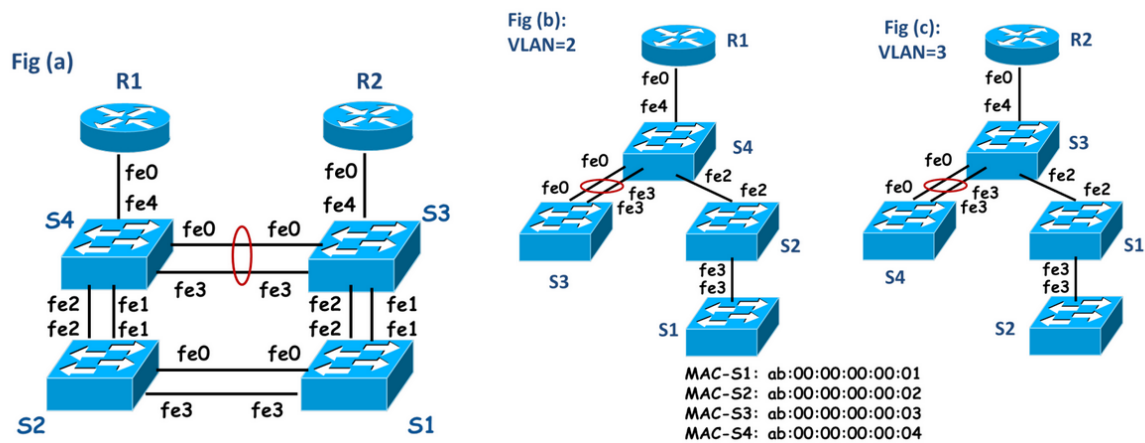 Fig (a)
R1
R2
fe0
fe0
fe4
fe4
S4
S3
fe0
fe0
fe3
fe3
fe2
fe1
fe2
fe1
fe2
fe1
fe2
fe1
fe0
fe0
fe3
fe3
S2
S1
Fig (b):
VLAN=2
R1
fe0
fe4
S4
fe0
fe2
fe0
fe3
fe3
fe2
S3
S2
fe3
fe3
S1
Fig (c):
VLAN=3
R2
fe0
fe4
S3
fe0
fe2
fe0
fe3
fe3
fe2
S4
S1
fe3
fe3
S2
MAC-S1: ab:00:00:00:00:01
MAC-S2: ab:00:00:00:00:02
MAC-S3: ab:00:00:00:00:03
MAC-S4: ab:00:00:00:00:04